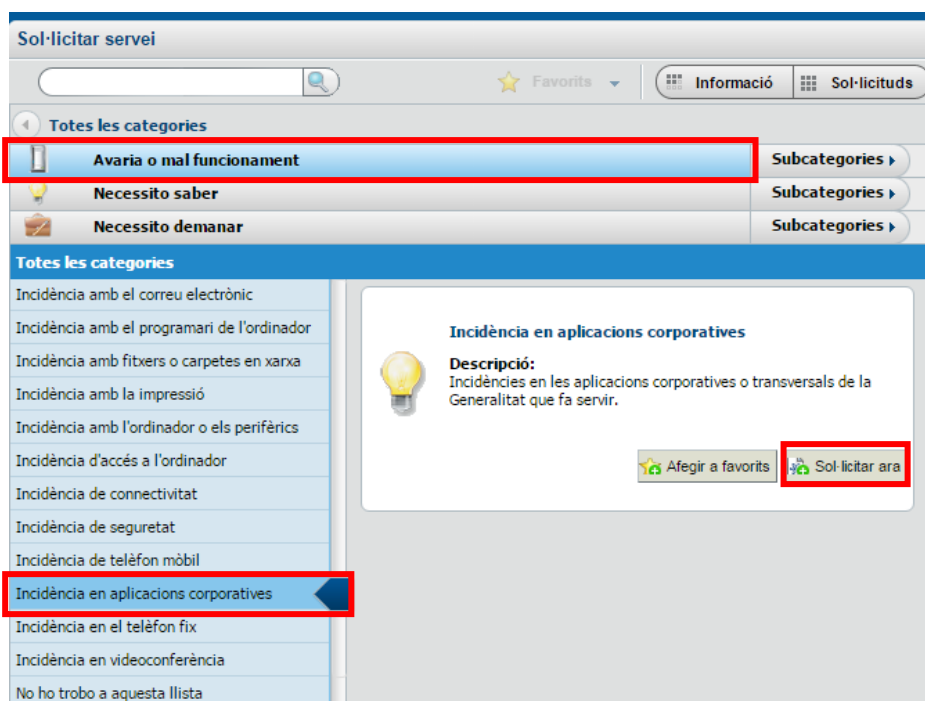 Sol·licitar servei
Favorits
Informació
Sol·licituds
Totes les categories
Avaria o mal funcionament
Subcategories
Necessito saber
Subcategories
Necessito demanar
Subcategories
Totes les categories
Incidència amb el correu electrònic
Incidència amb el programari de l'ordinador
Incidència amb fitxers o carpetes en xarxa
Incidència amb la impressió
Incidència amb l'ordinador o els perifèrics
Incidència d'accés a l'ordinador
Incidència de connectivitat
Incidència de seguretat
Incidència de telèfon mòbil
Incidència en aplicacions corporatives
Incidència en el telèfon fix
Incidència en videoconferència
No ho trobo a aquesta llista
Incidència en aplicacions corporatives
Descripció:
Incidències en les aplicacions corporatives o transversals de la
Generalitat que fa servir.
Afegir a favorits
Sol·licitar ara